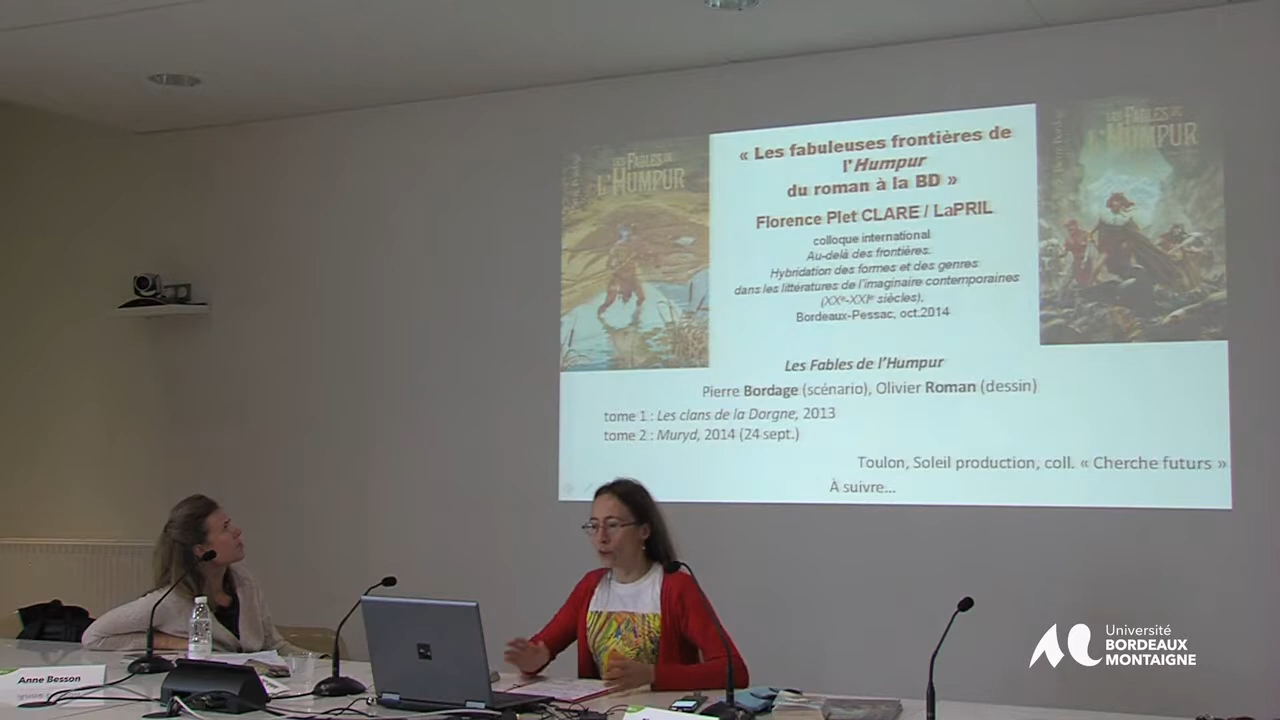 LES FABLES DE
L'HUMPUR
« Les fabuleuses frontières de
l'Humpur
du roman à la BD »
Florence Plet CLARE / LaPRIL
colloque international
Au-delà des frontières.
Hybridation des formes et des genres
dans les littératures de l'imaginaire contemporaines
(XXe-XXIe siècles),
Bordeaux-Pessac, oct.2014
LES FABLES DE
L'HUMPUR
Les Fables de l'Humpur
Pierre Bordage (scénario), Olivier Roman (dessin)
tome 1 : Les clans de la Dorgne, 2013
tome 2 : Muryd, 2014 (24 sept.)
Toulon, Soleil production, coll. « Cherche futurs »
À suivre...
Anne Besson
Université
BORDEAUX
MONTAIGNE